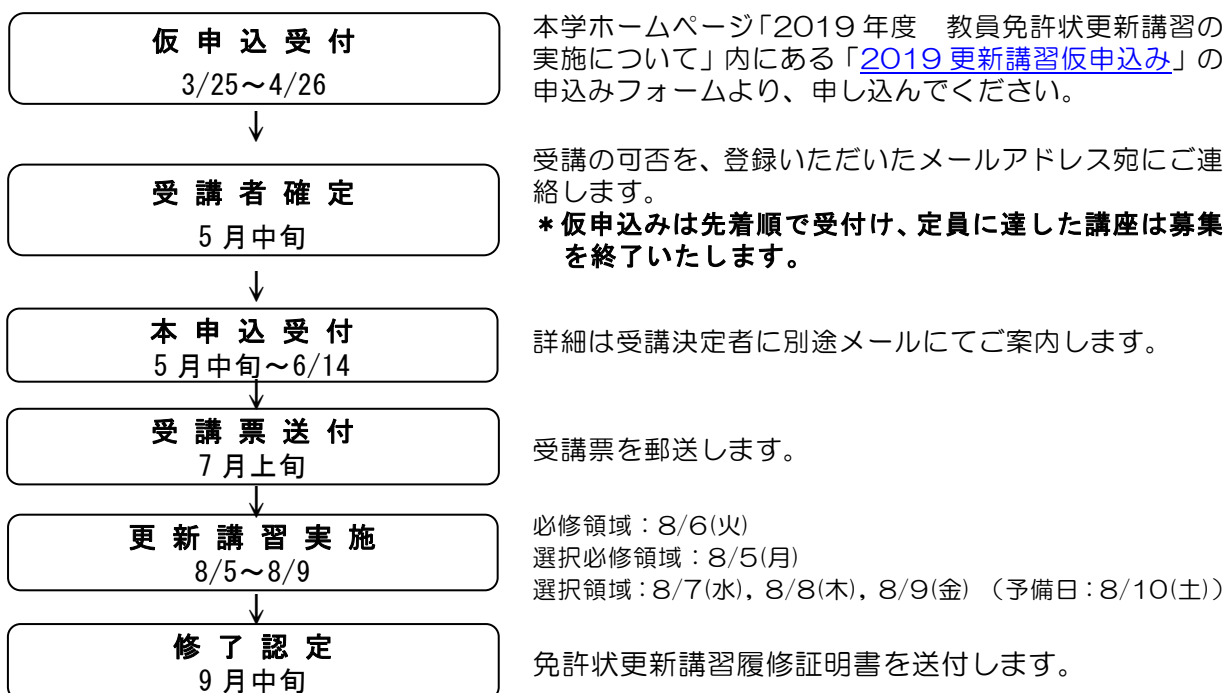 仮 申 込 受 付
3/25～4/26
本学ホームページ「2019 年度　教員免許状更新講習の
実施について」内にある「2019 更新講習仮申込み」の
申込みフォームより、申し込んでください。
↓
受 講 者 確 定
5 月中旬
受講の可否を、登録いただいたメールアドレス宛にご連
絡します。
＊仮申込みは先着順で受付け、定員に達した講座は募集
を終了いたします。
↓
本 申 込 受 付
5 月中旬～6/14
詳細は受講決定者に別途メールにてご案内します。
↓
受 講 票 送 付
7 月上旬
受講票を郵送します。
↓
更 新 講 習 実 施
8/5～8/9
必修領域：8/6(火)
選択必修領域：8/5(月)
選択領域：8/7(水), 8/8(木), 8/9(金) （予備日：8/10(土)）
↓
修 了 認 定
9 月中旬
免許状更新講習履修証明書を送付します。